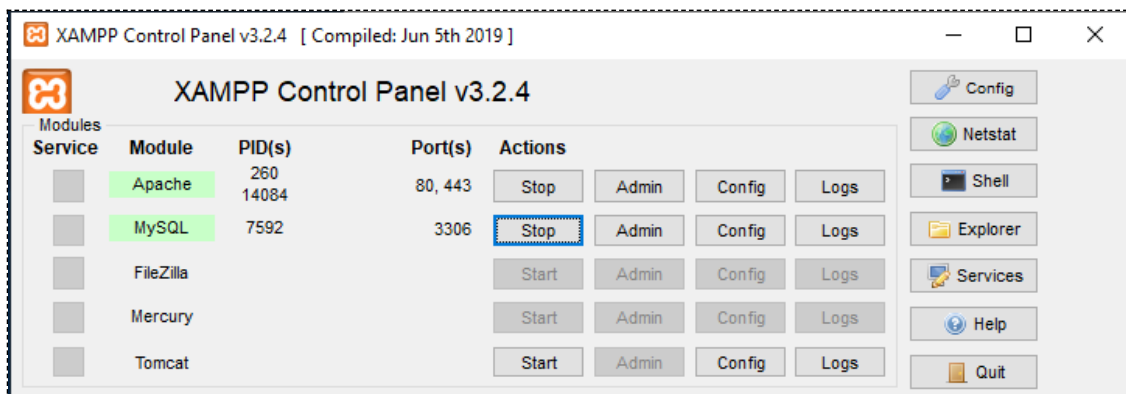 XAMPP Control Panel v3.2.4 [ Compiled: Jun 5th 2019 ]
XAMPP Control Panel v3.2.4
Config
Modules
Service Module PID(s) Port(s) Actions
Netstat
Apache 260 14084 80, 443 Stop Admin Config Logs
Shell
MySQL 7592 3306 Stop Admin Config Logs
Explorer
FileZilla Start Admin Config Logs
Services
Mercury Start Admin Config Logs
Help
Tomcat Start Admin Config Logs
Quit